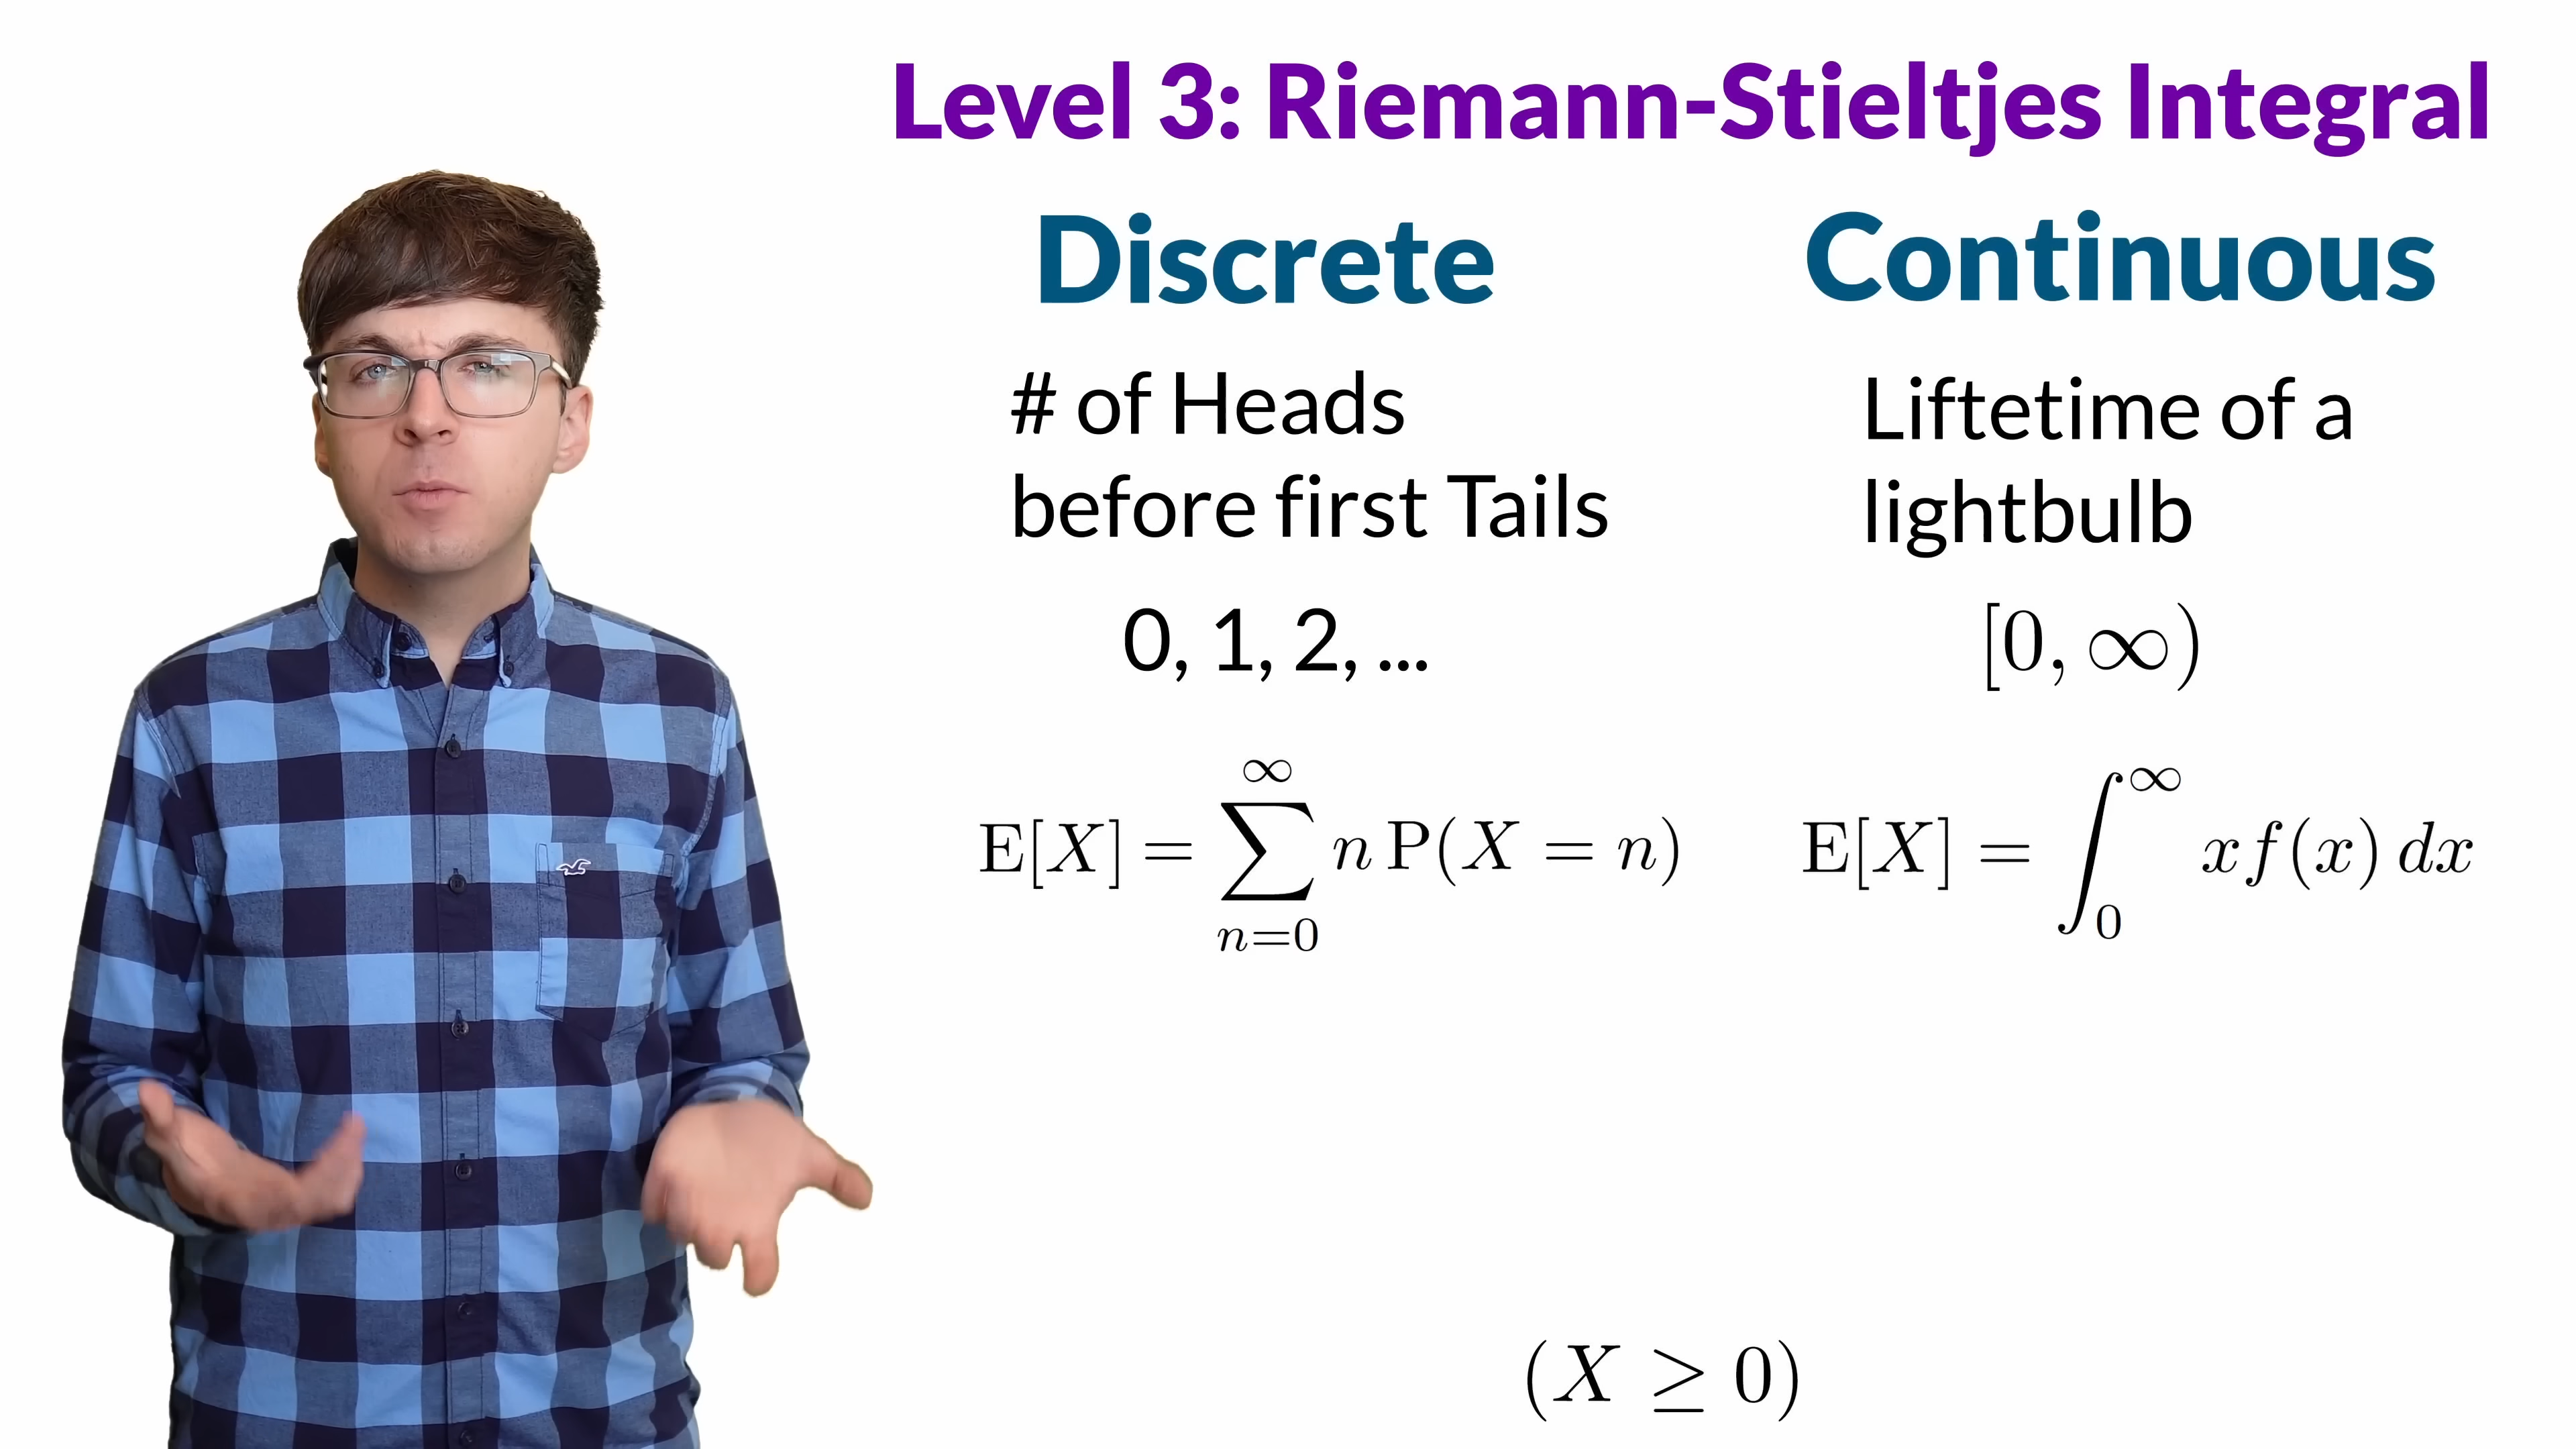 Level 3: Riemann-Stieltjes Integral
Discrete
Continuous
# of Heads
before first Tails
Liftetime of a
lightbulb
0, 1, 2, ...
[0, ∞)
E[X] = ∑_{n=0}^{∞} n P(X = n)
E[X] = ∫_0^∞ x f(x) dx
(X ≥ 0)